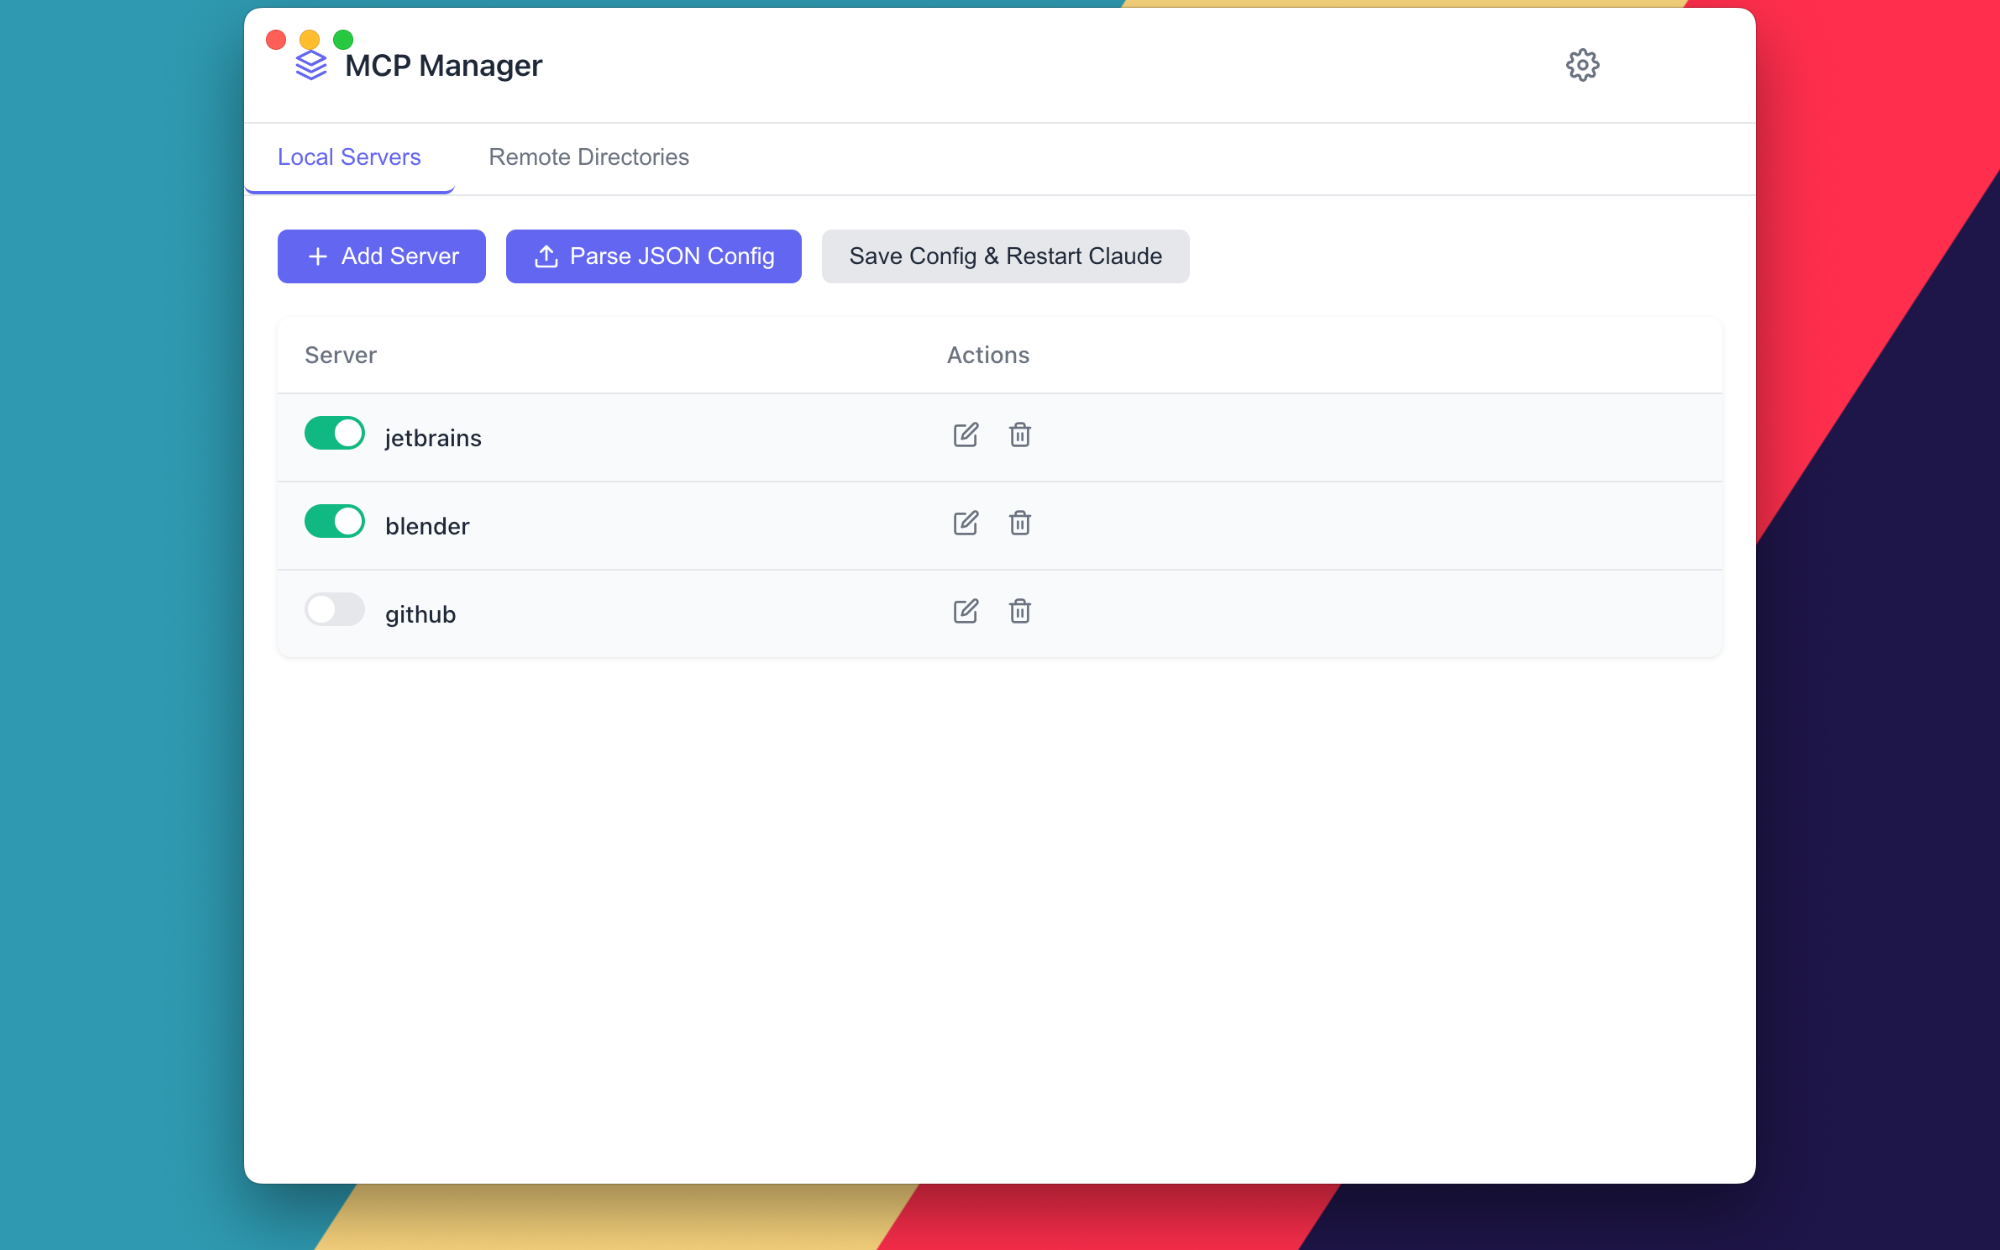 MCP Manager
Local Servers Remote Directories
Add Server Parse JSON Config Save Config & Restart Claude
Server Actions
jetbrains
blender
github